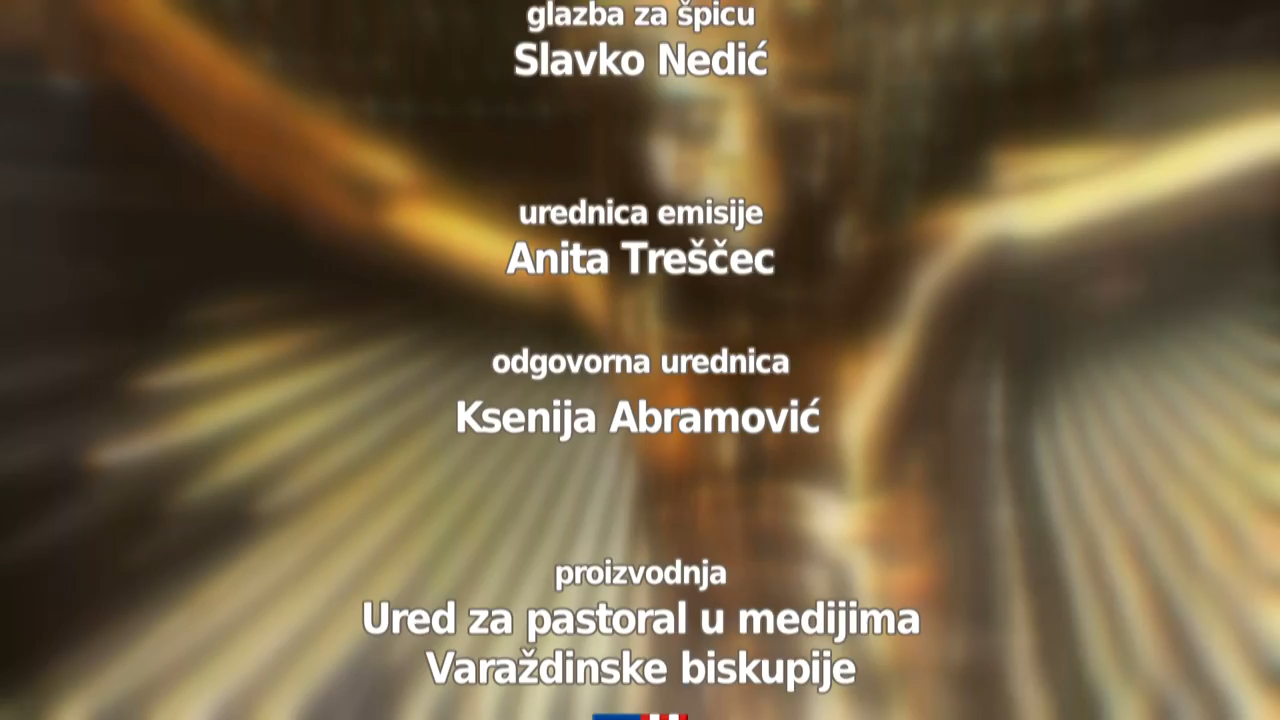 glazba za špicu
Slavko Nedić
urednica emisije
Anita Treščec
odgovorna urednica
Ksenija Abramović
proizvodnja
Ured za pastoral u medijima
Varaždinske biskupije